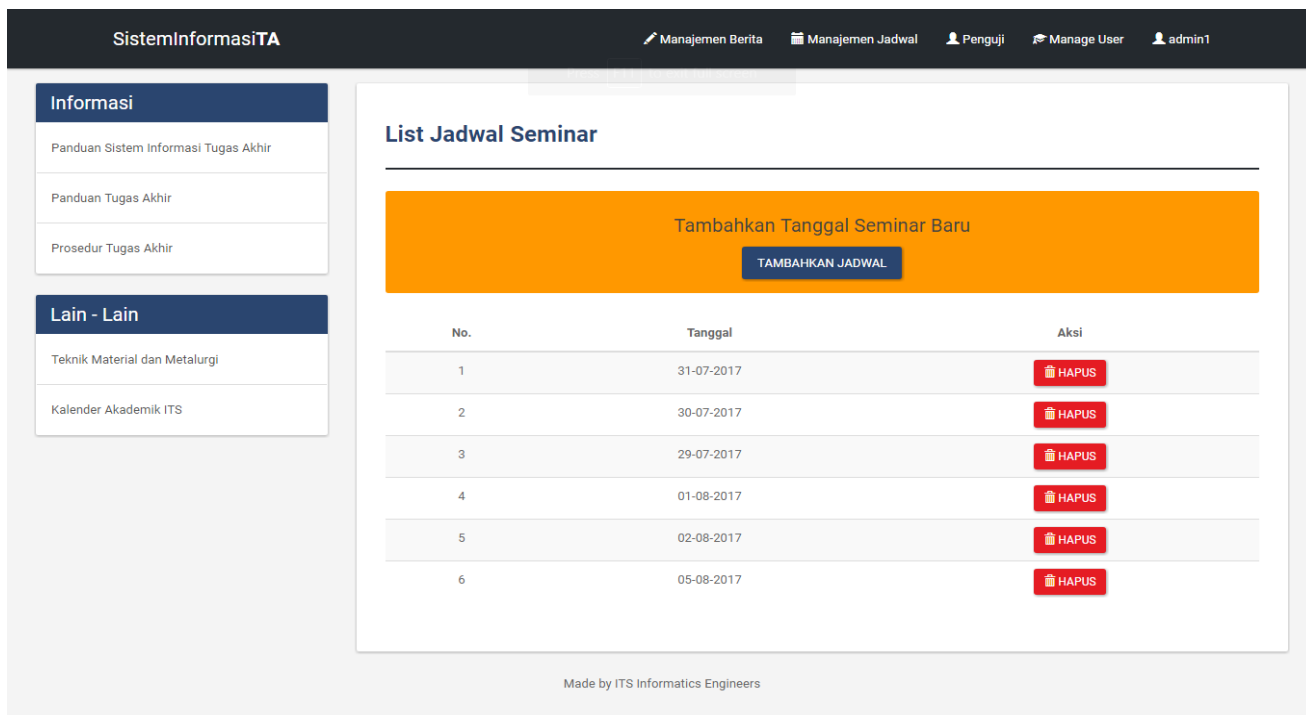 SistemInformasiTA
Manajemen Berita
Manajemen Jadwal
Penguji
Manage User
admin1
Informasi
Panduan Sistem Informasi Tugas Akhir
Panduan Tugas Akhir
Prosedur Tugas Akhir
Lain - Lain
Teknik Material dan Metalurgi
Kalender Akademik ITS
List Jadwal Seminar
Tambahkan Tanggal Seminar Baru
TAMBAHKAN JADWAL
No. Tanggal Aksi
1 31-07-2017 HAPUS
2 30-07-2017 HAPUS
3 29-07-2017 HAPUS
4 01-08-2017 HAPUS
5 02-08-2017 HAPUS
6 05-08-2017 HAPUS
Made by ITS Informatics Engineers